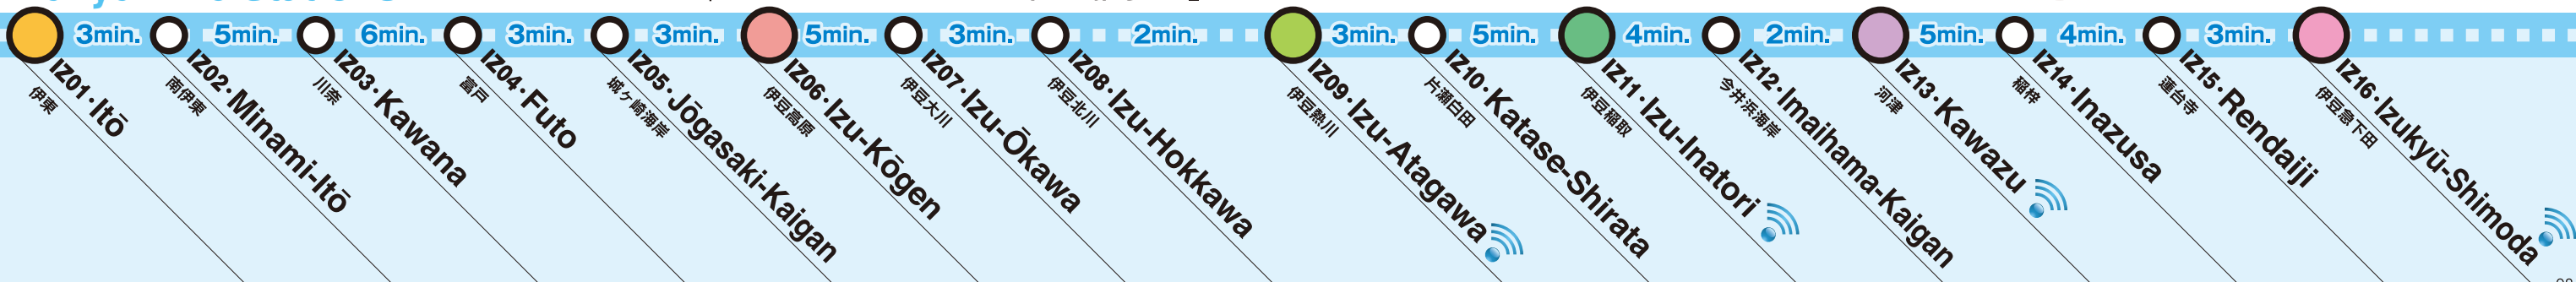 3min.
5min.
6min.
3min.
3min.
5min.
3min.
2min.
3min.
5min.
4min.
2min.
5min.
4min.
3min.
IZ01・Itō
伊東
IZ02・Minami-Itō
南伊東
IZ03・Kawana
川奈
IZ04・Futo
富戸
IZ05・Jōgasaki-Kaigan
城ケ崎海岸
IZ06・Izu-Kōgen
伊豆高原
IZ07・Izu-Ōkawa
伊豆大川
IZ08・Izu-Hokkawa
伊豆北川
IZ09・Izu-Atagawa
伊豆熱川
IZ10・Katase-Shirata
片瀬白田
IZ11・Izu-Inatori
伊豆稲取
IZ12・Imaihama-Kaigan
今井浜海岸
IZ13・Kawazu
河津
IZ14・Inazusa
稲梓
IZ15・Rendaiji
蓮台寺
IZ16・Izukyū-Shimoda
伊豆急下田